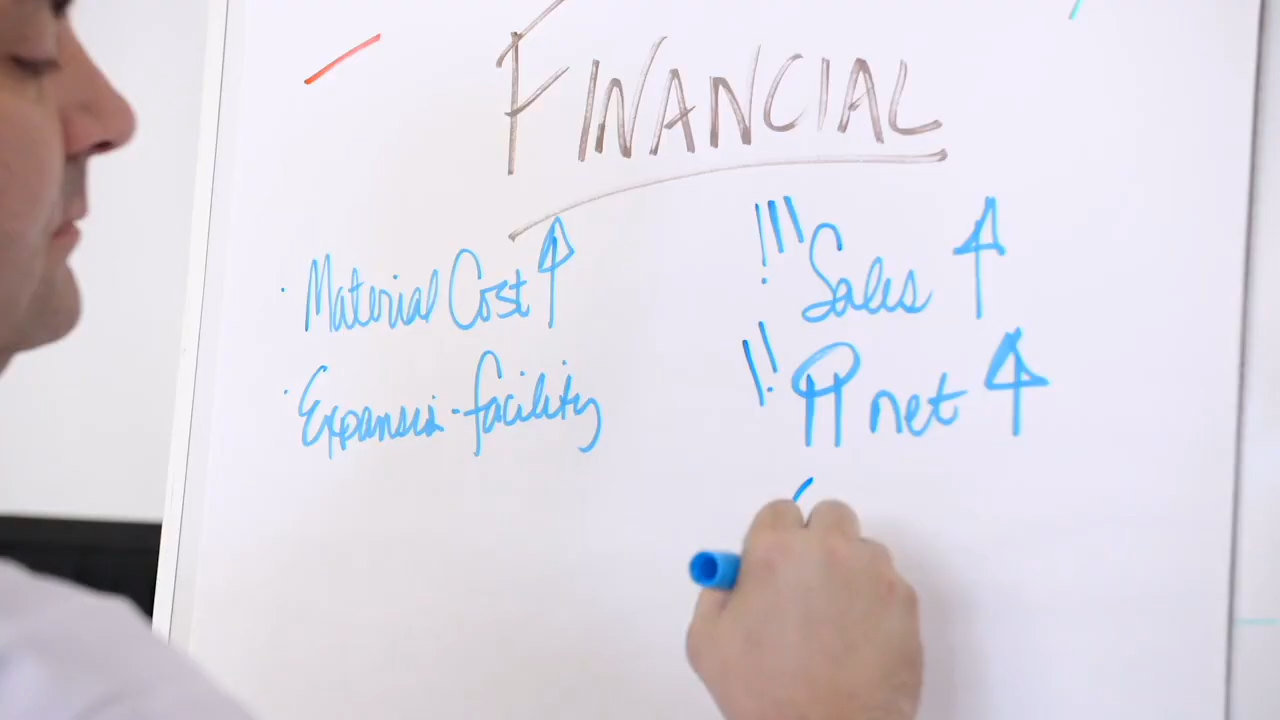 FINANCIAL
· Material Cost ↑
· Expansion - facility
!!! Sales ↑
!! net ↑